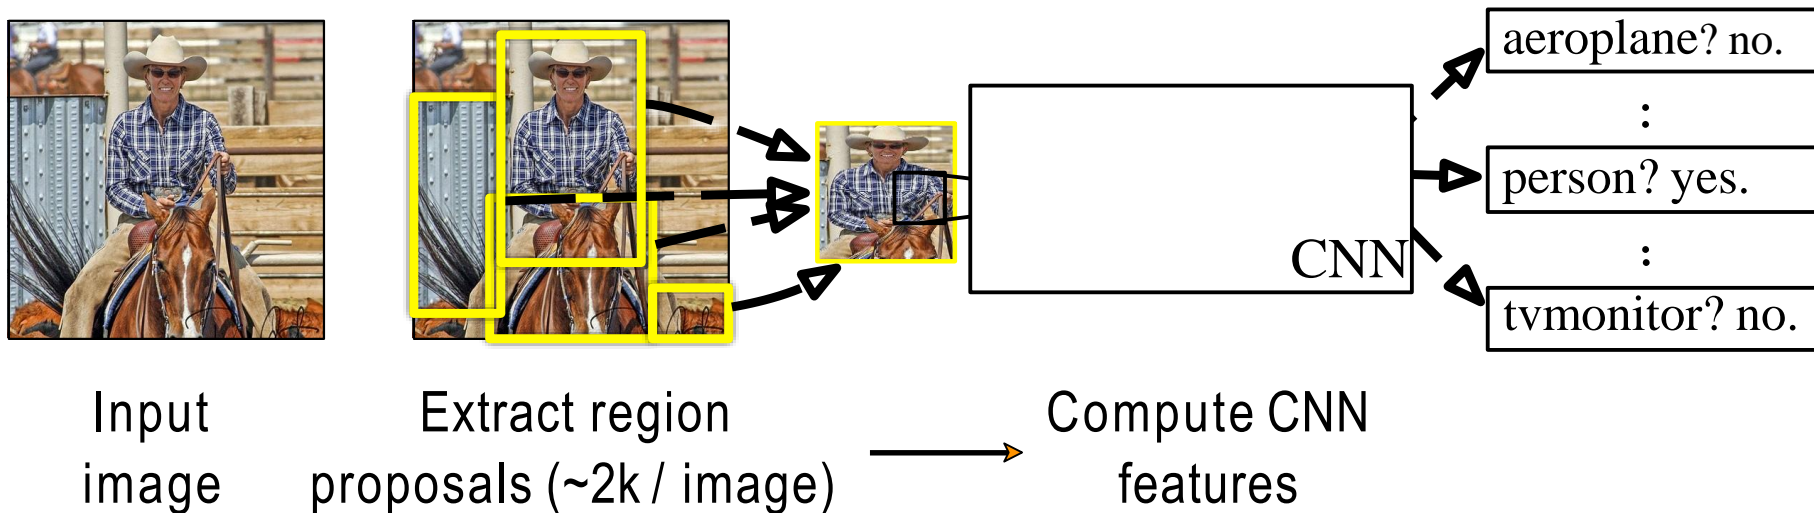 aeroplane? no.
:
person? yes.
:
tvmonitor? no.
CNN
Input
image
Extract region
proposals (~2k / image)
Compute CNN
features